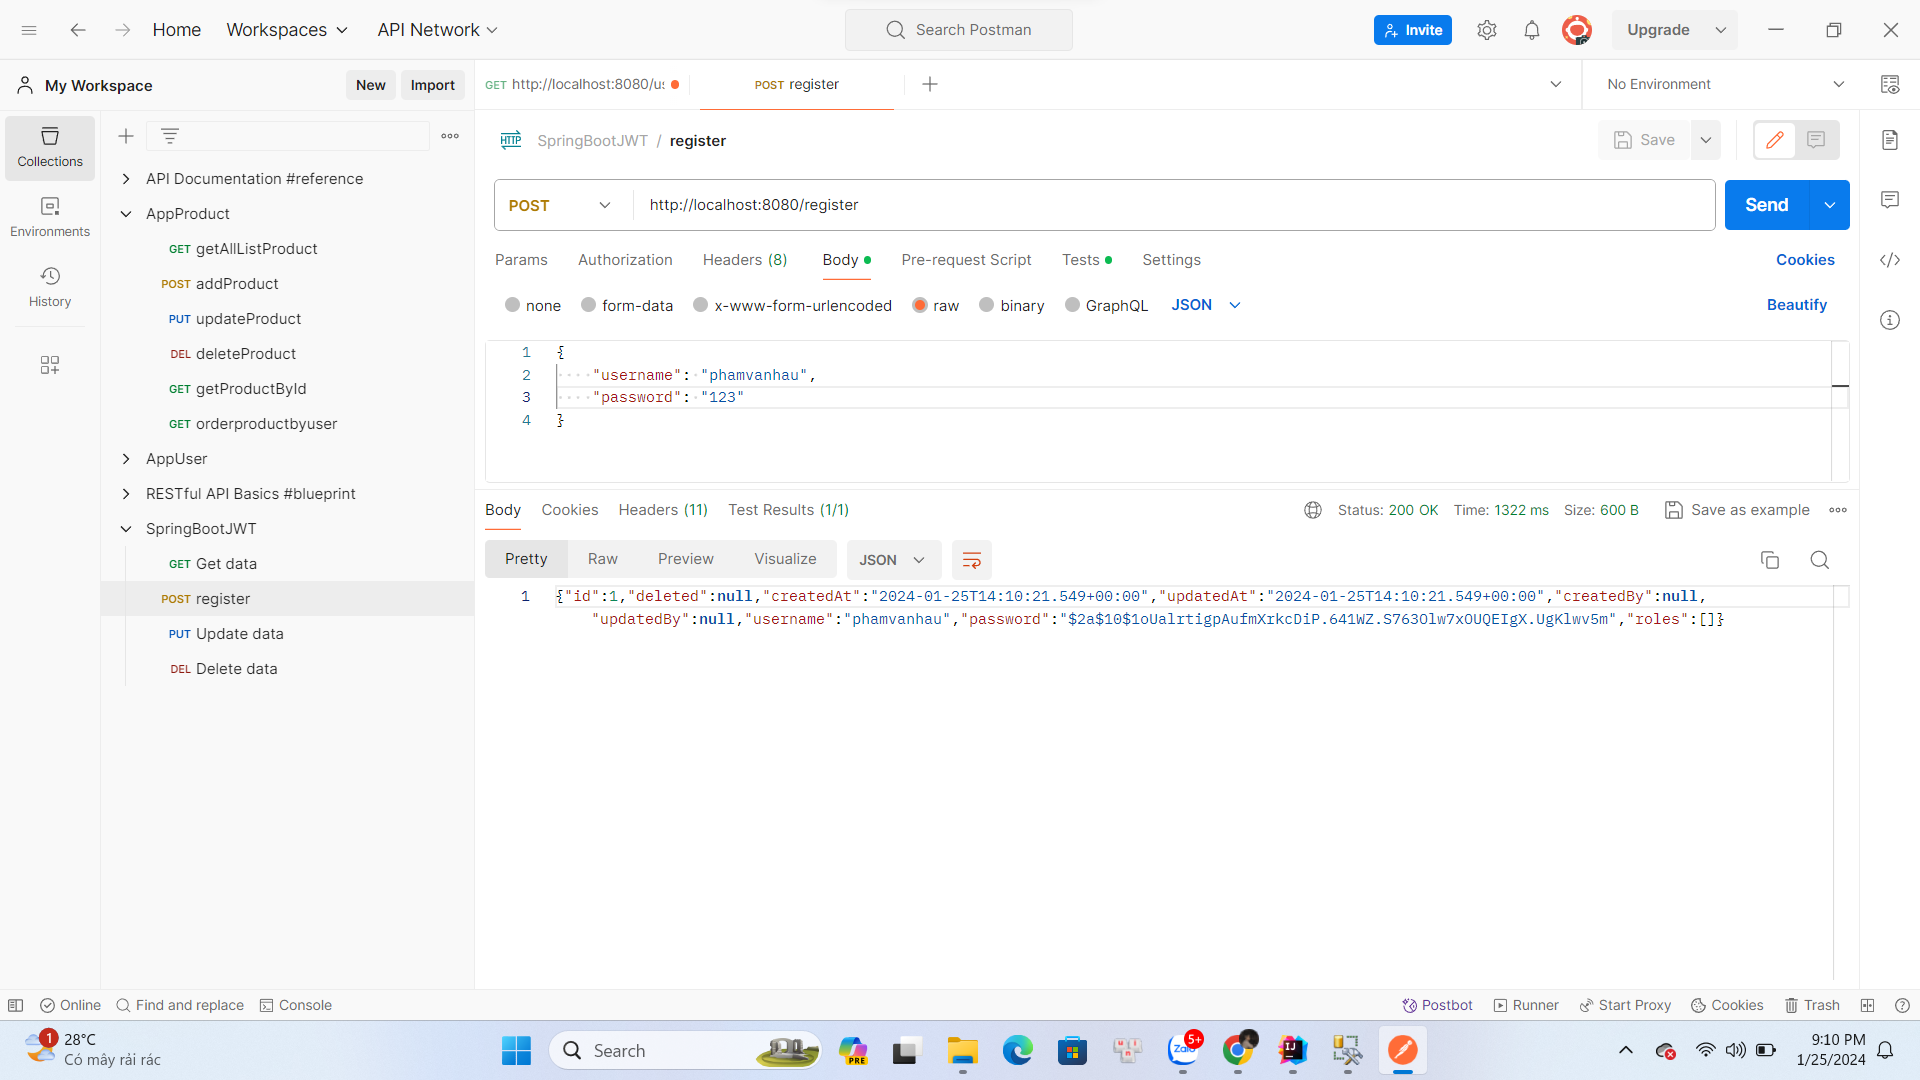 Home Workspaces API Network Search Postman Invite Upgrade
My Workspace New Import GET http://localhost:8080/us POST register No Environment
Collections
Environments
History
API Documentation #reference
AppProduct
GET getAllListProduct
POST addProduct
PUT updateProduct
DEL deleteProduct
GET getProductById
GET orderproductbyuser
AppUser
RESTful API Basics #blueprint
SpringBootJWT
GET Get data
POST register
PUT Update data
DEL Delete data
HTTP SpringBootJWT / register Save
POST http://localhost:8080/register Send
Params Authorization Headers (8) Body Pre-request Script Tests Settings Cookies
none form-data x-www-form-urlencoded raw binary GraphQL JSON Beautify
1 {
2 "username": "phamvanhau",
3 "password": "123"
4 }
Body Cookies Headers (11) Test Results (1/1) Status: 200 OK Time: 1322 ms Size: 600 B Save as example
Pretty Raw Preview Visualize JSON
1 {"id":1,"deleted":null,"createdAt":"2024-01-25T14:10:21.549+00:00","updatedAt":"2024-01-25T14:10:21.549+00:00","createdBy":null,
"updatedBy":null,"username":"phamvanhau","password":"$2a$10$1oUalrtigpAufmXrkcDiP.641WZ.S763Olw7xOUQEIgX.UgKlwv5m","roles":[]}
Online Find and replace Console Postbot Runner Start Proxy Cookies Trash
1 28°C
Có mây rải rác
Search PRE Zalo 5+ IJ
9:10 PM
1/25/2024